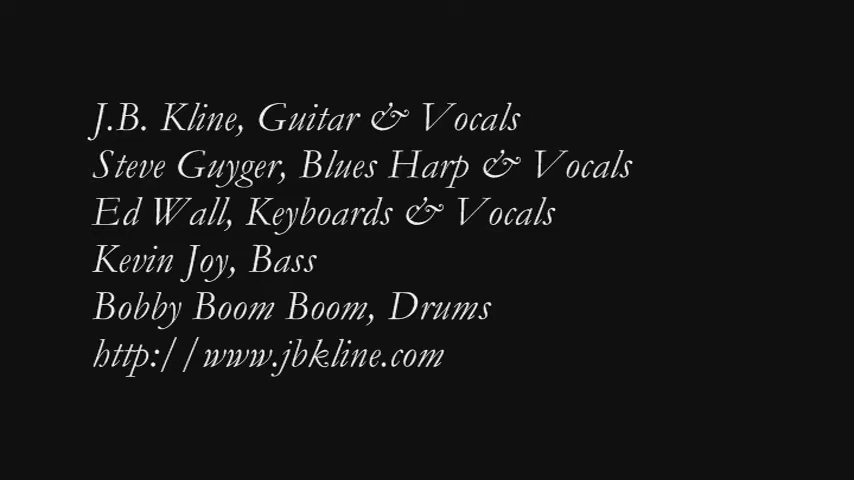 J.B. Kline, Guitar & Vocals
Steve Guyger, Blues Harp & Vocals
Ed Wall, Keyboards & Vocals
Kevin Joy, Bass
Bobby Boom Boom, Drums
http://www.jbkline.com